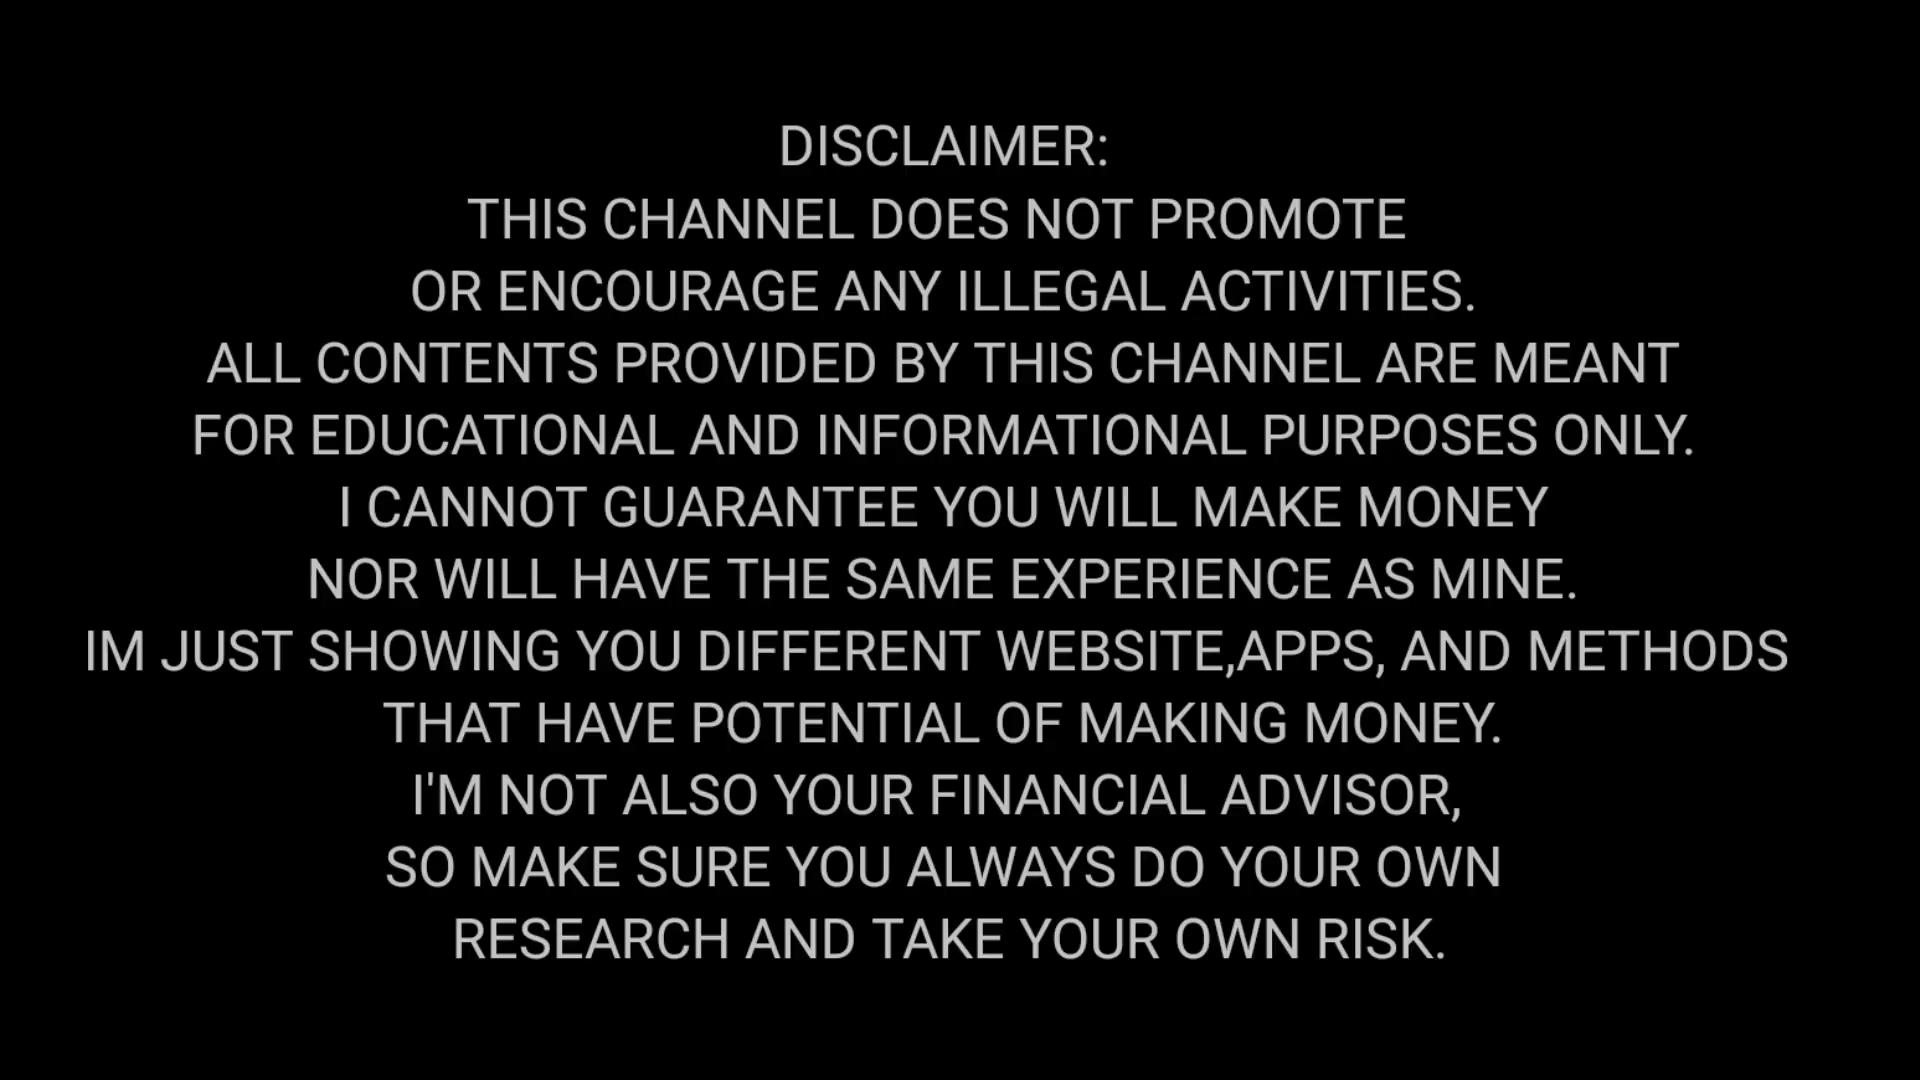 DISCLAIMER:
THIS CHANNEL DOES NOT PROMOTE
OR ENCOURAGE ANY ILLEGAL ACTIVITIES.
ALL CONTENTS PROVIDED BY THIS CHANNEL ARE MEANT
FOR EDUCATIONAL AND INFORMATIONAL PURPOSES ONLY.
I CANNOT GUARANTEE YOU WILL MAKE MONEY
NOR WILL HAVE THE SAME EXPERIENCE AS MINE.
IM JUST SHOWING YOU DIFFERENT WEBSITE,APPS, AND METHODS
THAT HAVE POTENTIAL OF MAKING MONEY.
I'M NOT ALSO YOUR FINANCIAL ADVISOR,
SO MAKE SURE YOU ALWAYS DO YOUR OWN
RESEARCH AND TAKE YOUR OWN RISK.